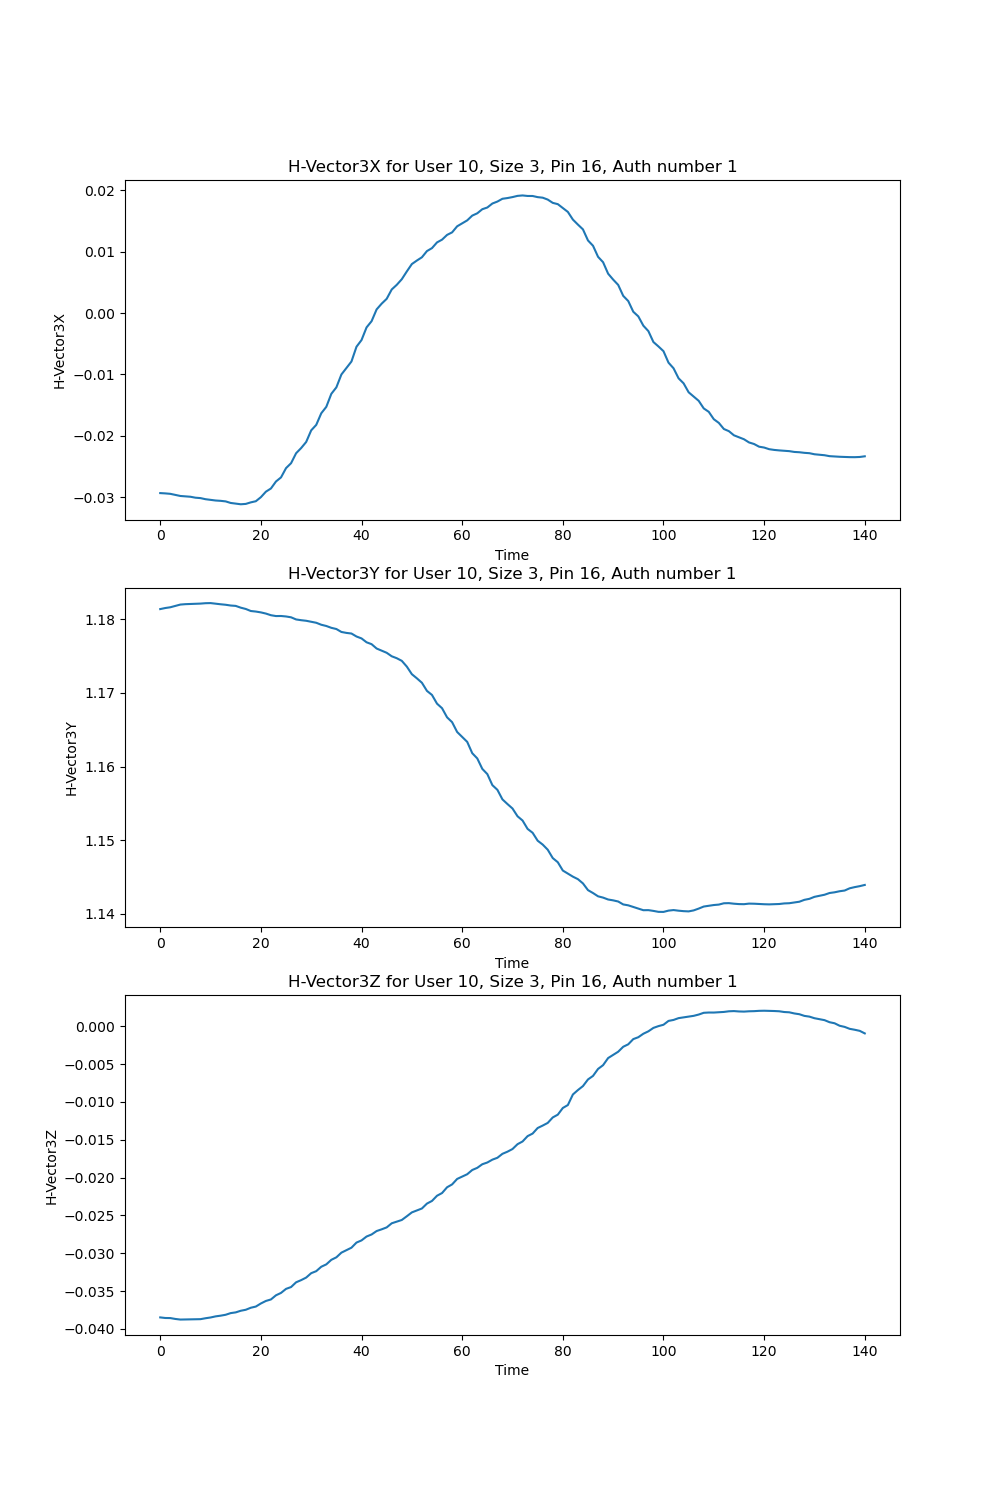 H-Vector3X for User 10, Size 3, Pin 16, Auth number 1
0.02
0.01
0.00
−0.01
−0.02
−0.03
H-Vector3X
0 20 40 60 80 100 120 140
Time
H-Vector3Y for User 10, Size 3, Pin 16, Auth number 1
1.18
1.17
1.16
1.15
1.14
H-Vector3Y
0 20 40 60 80 100 120 140
Time
H-Vector3Z for User 10, Size 3, Pin 16, Auth number 1
0.000
−0.005
−0.010
−0.015
−0.020
−0.025
−0.030
−0.035
−0.040
H-Vector3Z
0 20 40 60 80 100 120 140
Time